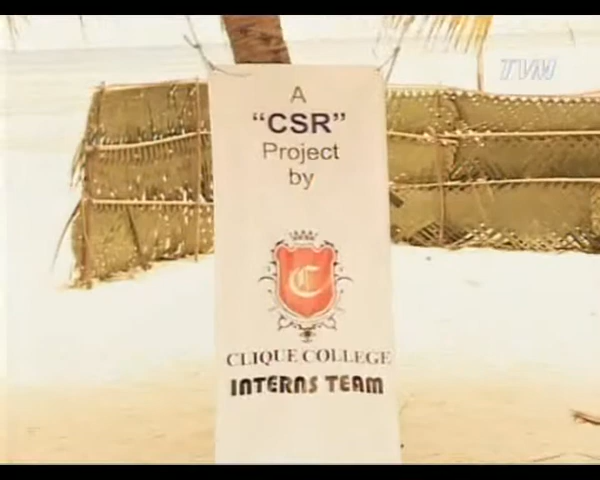 TVM
A
“CSR”
Project
by
C
CLIQUE COLLEGE
INTERNS TEAM